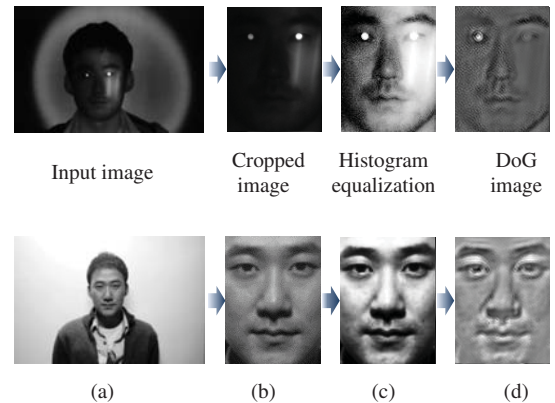 Input image
Cropped
image
Histogram
equalization
DoG
image
(a)
(b)
(c)
(d)